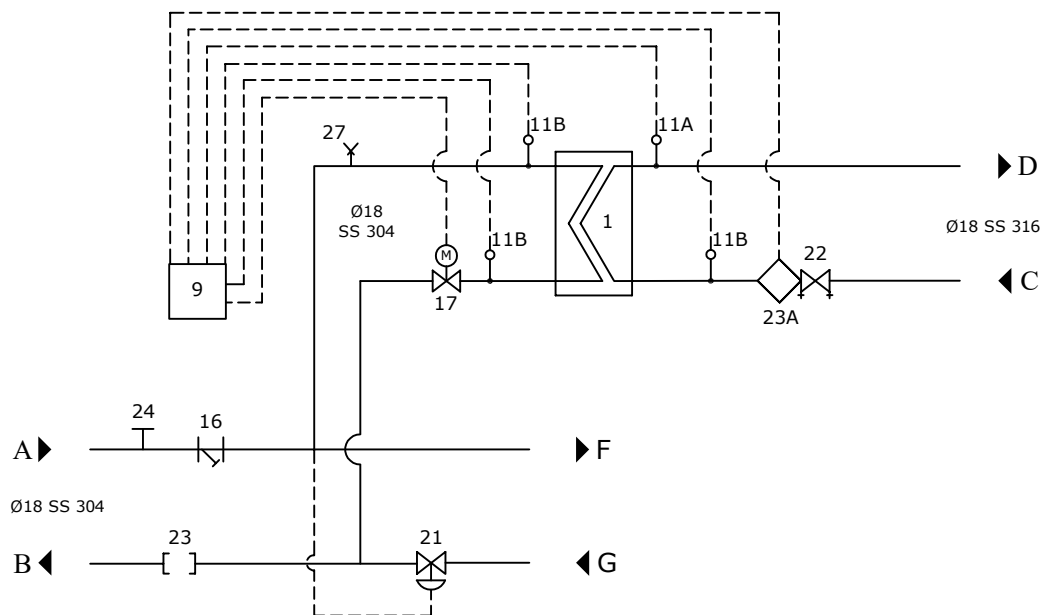 27
11B
11A
D
Ø18
SS 304
1
Ø18 SS 316
11B
11B
22
M
9
C
17
23A
24
16
A
F
Ø18 SS 304
23
21
B
G